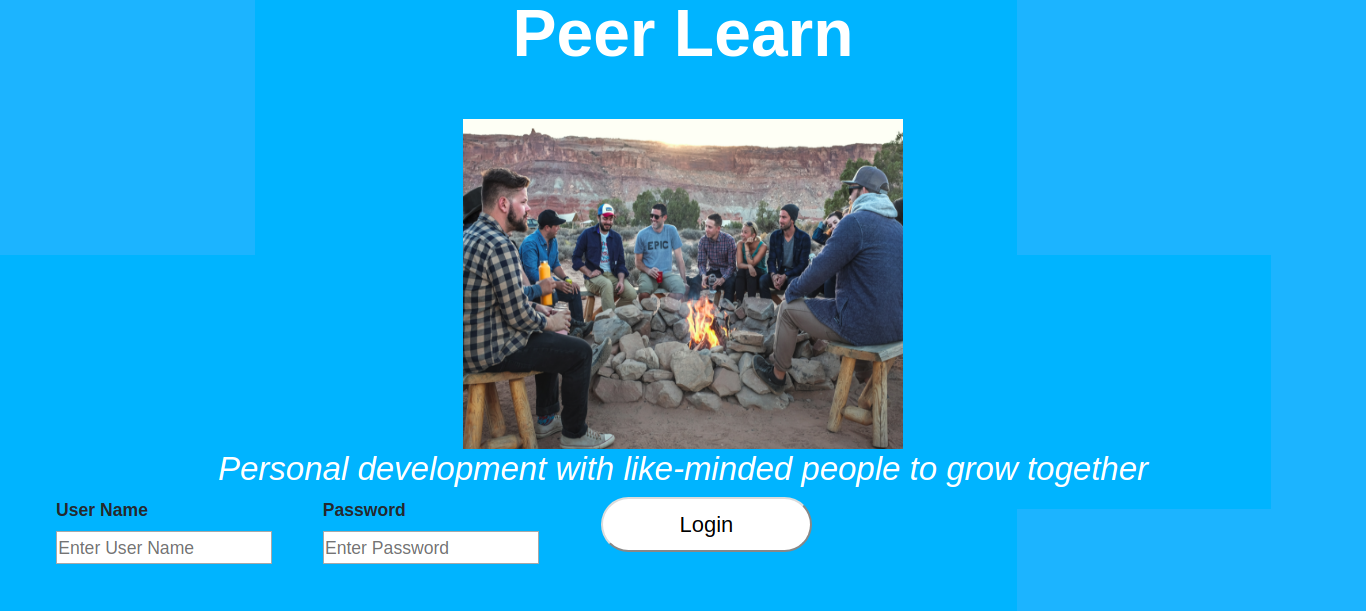 Peer Learn
EPIC
Personal development with like-minded people to grow together
User Name
Password
Login
Enter User Name
Enter Password